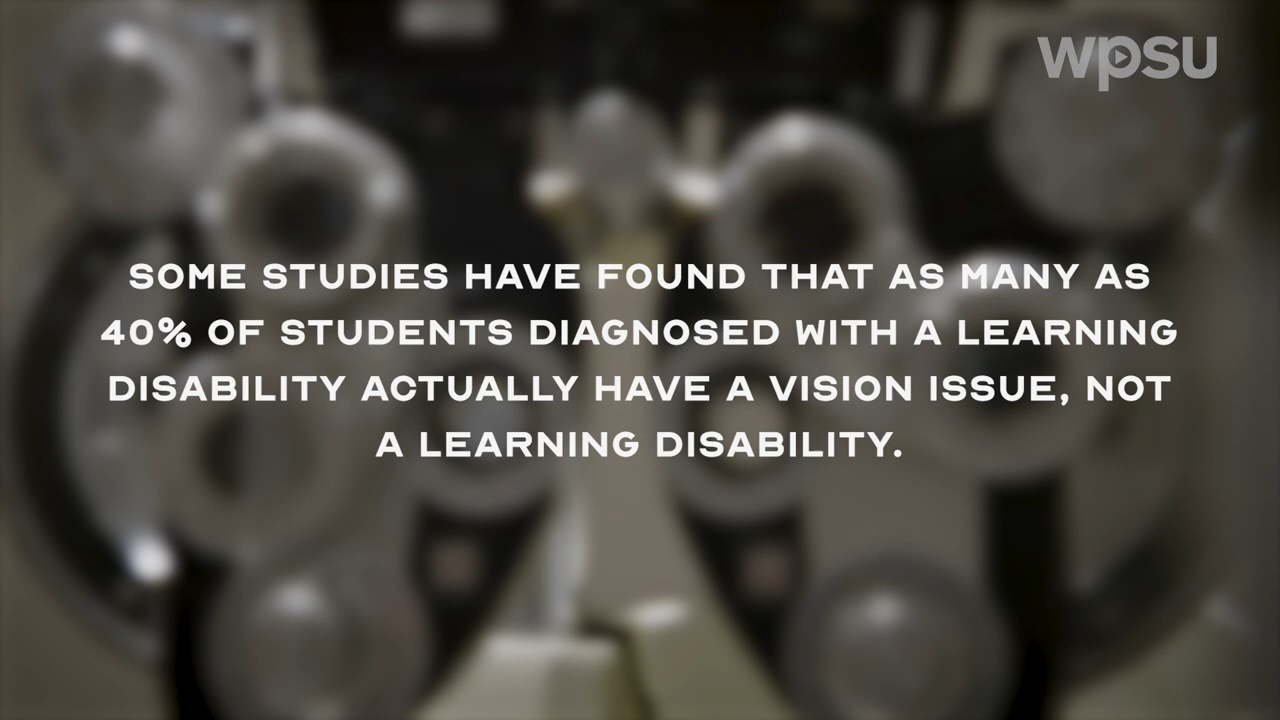 wpsu
SOME STUDIES HAVE FOUND THAT AS MANY AS
40% OF STUDENTS DIAGNOSED WITH A LEARNING
DISABILITY ACTUALLY HAVE A VISION ISSUE, NOT
A LEARNING DISABILITY.